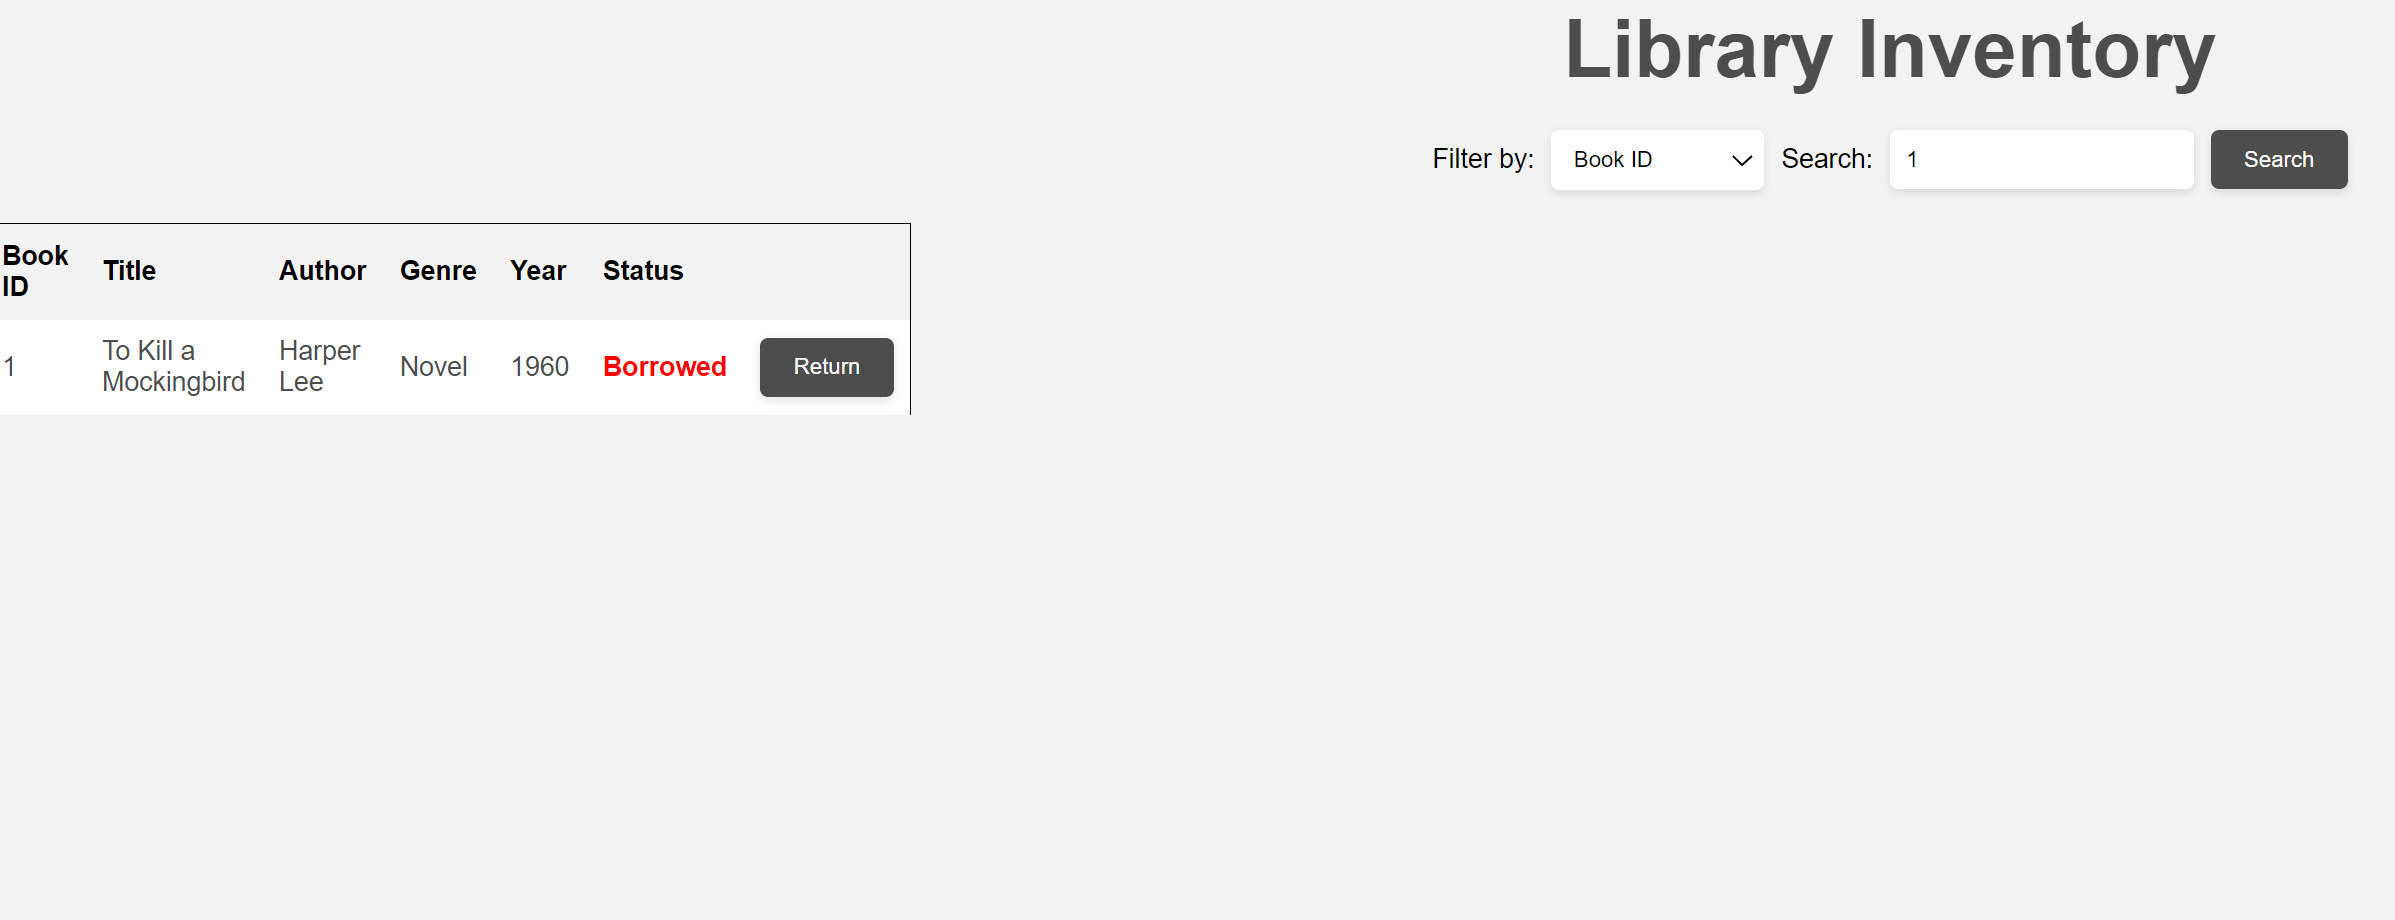 Library Inventory
Filter by: Book ID Search: 1 Search
Book
ID
Title Author Genre Year Status
1
To Kill a
Mockingbird
Harper
Lee
Novel 1960 Borrowed Return